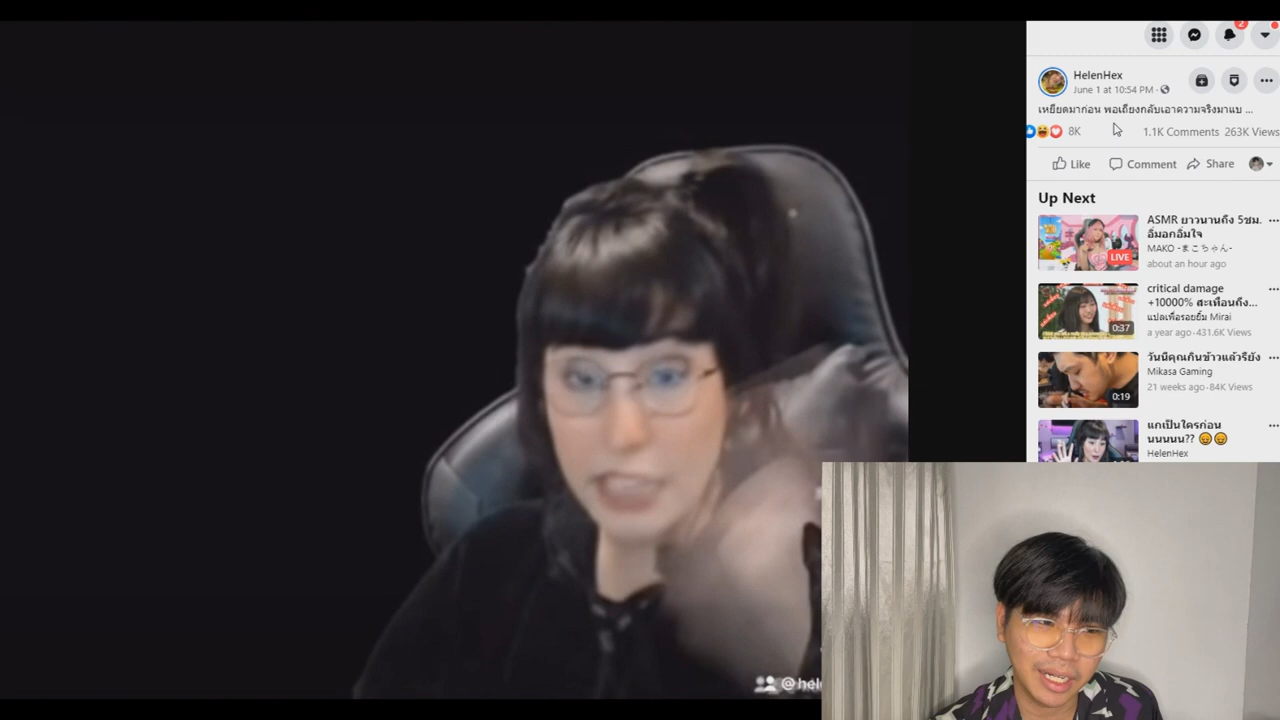 2
HelenHex
June 1 at 10:54 PM ·
เหยียดมาก่อน พอเถียงกลับเอาความจริงมาแบ ...
8K
1.1K Comments 263K Views
Like
Comment
Share
Up Next
ASMR ยาวนานถึง 5ชม.
อิ่มอกอิ่มใจ
MAKO -まこちゃん-
about an hour ago
LIVE
critical damage
+10000% สะเทือนถึง...
แปลเพื่อรอยยิ้ม Mirai
a year ago · 431.6K Views
0:37
วันนี้คุณกินข้าวแล้วรึยัง
Mikasa Gaming
21 weeks ago · 84K Views
0:19
แกเป็นใครก่อน
นนนนน??
HelenHex